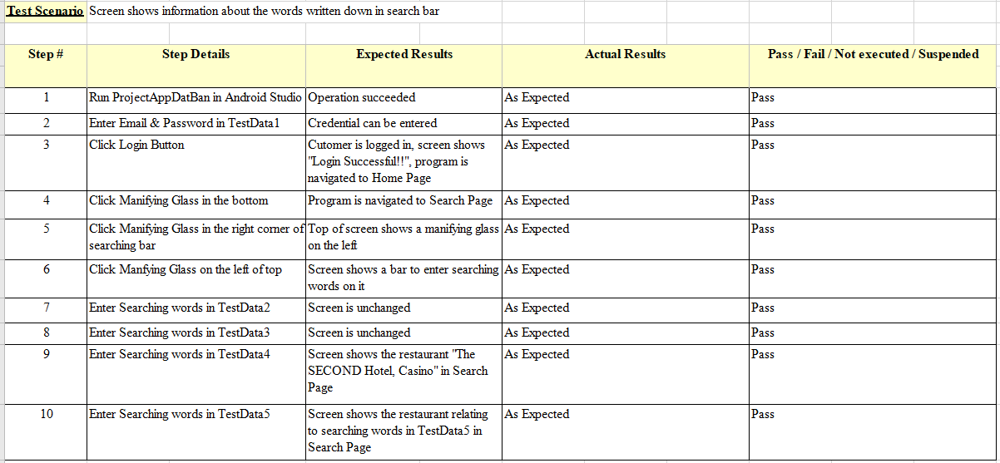 Test Scenario Screen shows information about the words written down in search bar
Step # Step Details Expected Results Actual Results Pass / Fail / Not executed / Suspended
1 Run ProjectAppDatBan in Android Studio Operation succeeded As Expected Pass
2 Enter Email & Password in TestData1 Credential can be entered As Expected Pass
3 Click Login Button Cutomer is logged in, screen shows As Expected Pass
"Login Successful!!", program is
navigated to Home Page
4 Click Manifying Glass in the bottom Program is navigated to Search Page As Expected Pass
5 Click Manifying Glass in the right corner of Top of screen shows a manifying glass As Expected Pass
searching bar on the left
6 Click Manfying Glass on the left of top Screen shows a bar to enter searching As Expected Pass
words on it
7 Enter Searching words in TestData2 Screen is unchanged As Expected Pass
8 Enter Searching words in TestData3 Screen is unchanged As Expected Pass
9 Enter Searching words in TestData4 Screen shows the restaurant "The As Expected Pass
SECOND Hotel, Casino" in Search
Page
10 Enter Searching words in TestData5 Screen shows the restaurant relating As Expected Pass
to searching words in TestData5 in
Search Page